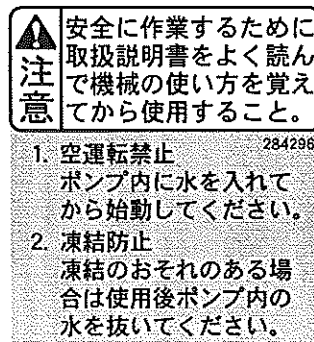 注意
安全に作業するために
取扱説明書をよく読ん
で機械の使い方を覚え
てから使用すること。
284296
1. 空運転禁止
ポンプ内に水を入れて
から始動してください。
2. 凍結防止
凍結のおそれのある場
合は使用後ポンプ内の
水を抜いてください。